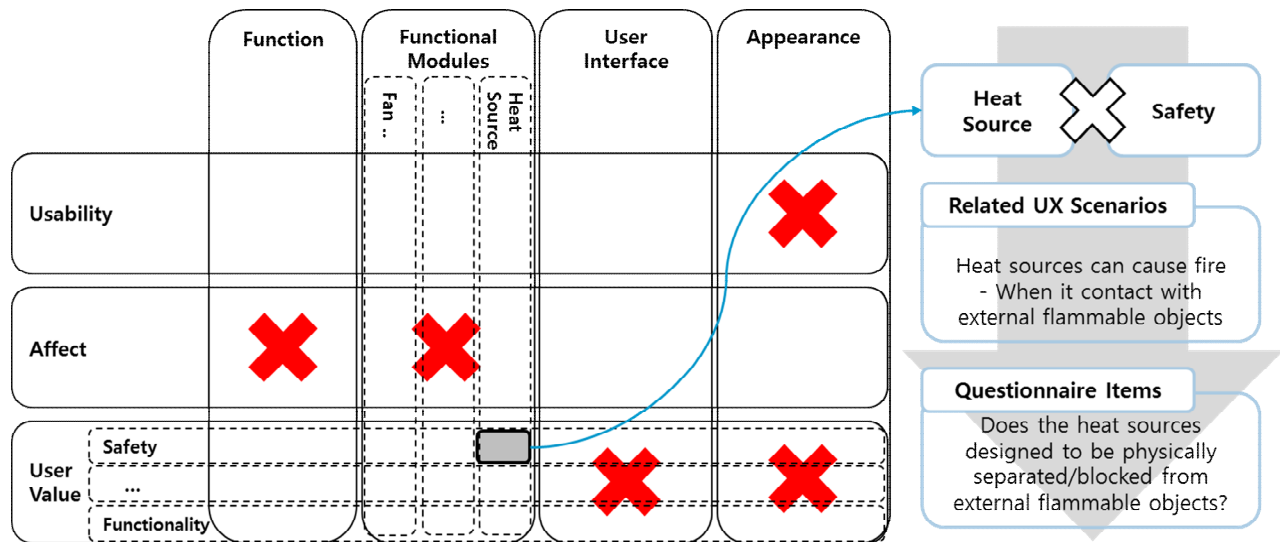 Function
Functional
Modules
User
Interface
Appearance
Fan ..
...
Heat
Source
Usability
Affect
User
Value
Safety
...
Functionality
Heat
Source
Safety
Related UX Scenarios
Heat sources can cause fire
- When it contact with
external flammable objects
Questionnaire Items
Does the heat sources
designed to be physically
separated/blocked from
external flammable objects?